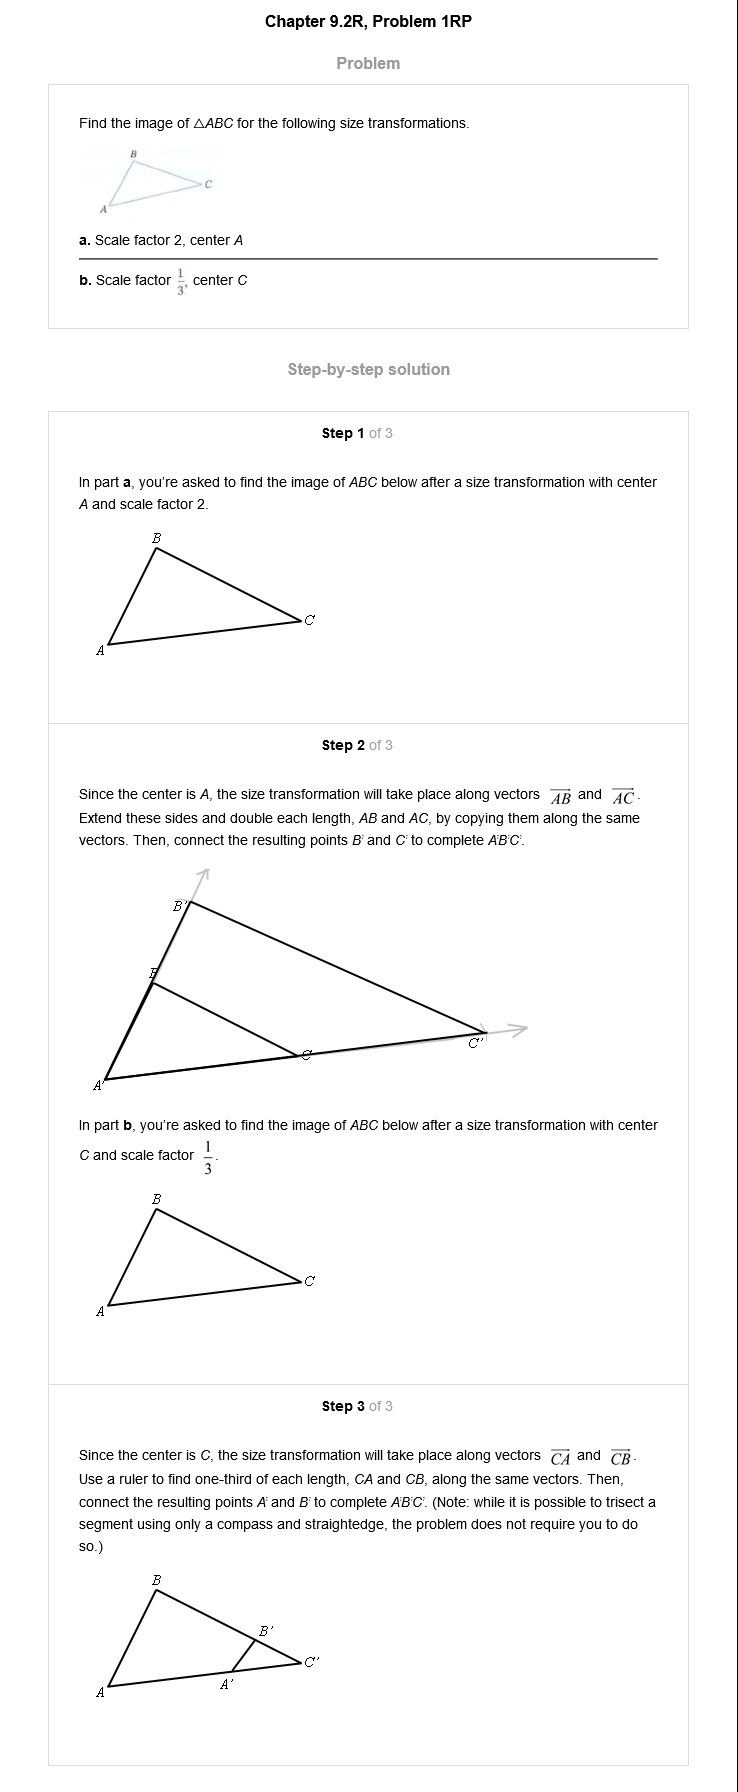 Chapter 9.2R, Problem 1RP
Problem
Find the image of △ABC for the following size transformations.
B
C
A
a. Scale factor 2, center A
b. Scale factor 1/3, center C
Step-by-step solution
Step 1 of 3
In part a, you're asked to find the image of ABC below after a size transformation with center
A and scale factor 2.
B
C
A
Step 2 of 3
Since the center is A, the size transformation will take place along vectors AB and AC.
Extend these sides and double each length, AB and AC, by copying them along the same
vectors. Then, connect the resulting points B' and C' to complete A'B'C'.
B'
B
C'
C
A'
In part b, you're asked to find the image of ABC below after a size transformation with center
C and scale factor 1/3.
B
C
A
Step 3 of 3
Since the center is C, the size transformation will take place along vectors CA and CB.
Use a ruler to find one-third of each length, CA and CB, along the same vectors. Then,
connect the resulting points A' and B' to complete A'B'C'. (Note: while it is possible to trisect a
segment using only a compass and straightedge, the problem does not require you to do
so.)
B
B'
C'
A'
A